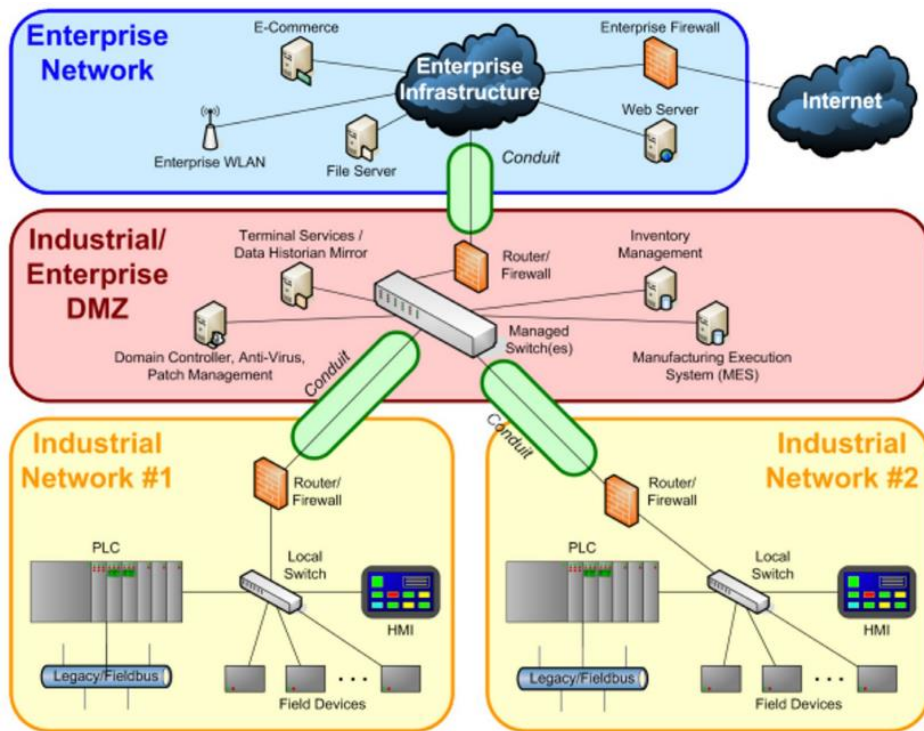 Enterprise
Network
E-Commerce
Enterprise
Infrastructure
Enterprise Firewall
Internet
Enterprise WLAN
File Server
Web Server
Conduit
Industrial/
Enterprise
DMZ
Terminal Services /
Data Historian Mirror
Router/
Firewall
Inventory
Management
Domain Controller, Anti-Virus,
Patch Management
Managed
Switch(es)
Manufacturing Execution
System (MES)
Conduit
Conduit
Industrial
Network #1
Router/
Firewall
PLC
Local
Switch
HMI
Legacy/Fieldbus
Field Devices
Industrial
Network #2
Router/
Firewall
PLC
Local
Switch
HMI
Legacy/Fieldbus
Field Devices